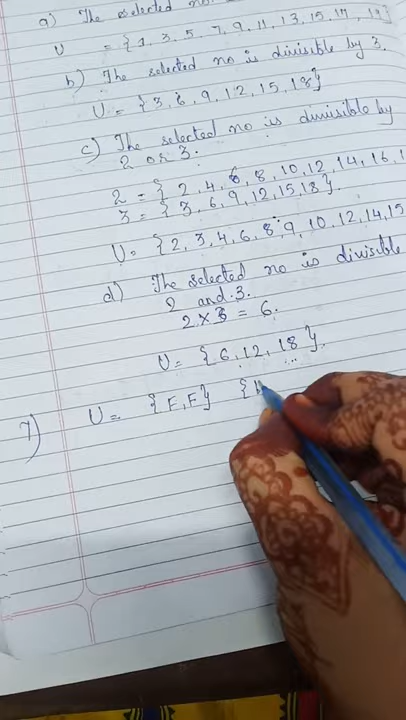 a) The selected no.
U = {1, 3, 5, 7, 9, 11, 13, 15, 17, 19}
b) The selected no is divisible by 3.
U = {3, 6, 9, 12, 15, 18}
c) The selected no is divisible by
2 or 3.
2 = {2, 4, 6, 8, 10, 12, 14, 16, 1
3 = {3, 6, 9, 12, 15, 18}.
U = {2, 3, 4, 6, 8, 9, 10, 12, 14, 15
d) The selected no is divisible
2 and 3.
2 × 3 = 6.
U = {6, 12, 18}.
7) U = {F, F} {